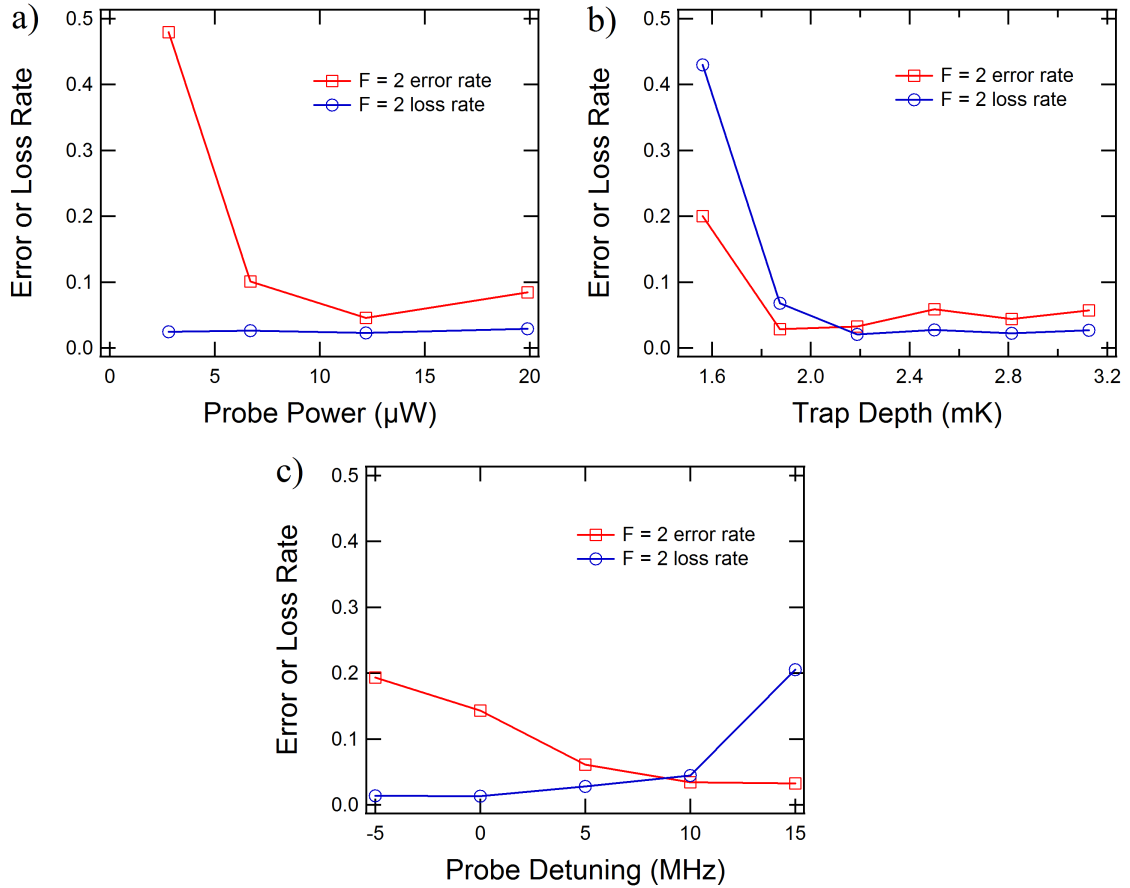 a)
Error or Loss Rate
0.5
0.4
0.3
0.2
0.1
0.0
F = 2 error rate
F = 2 loss rate
0 5 10 15 20
Probe Power (µW)
b)
Error or Loss Rate
0.5
0.4
0.3
0.2
0.1
0.0
F = 2 error rate
F = 2 loss rate
1.6 2.0 2.4 2.8 3.2
Trap Depth (mK)
c)
Error or Loss Rate
0.5
0.4
0.3
0.2
0.1
0.0
F = 2 error rate
F = 2 loss rate
-5 0 5 10 15
Probe Detuning (MHz)